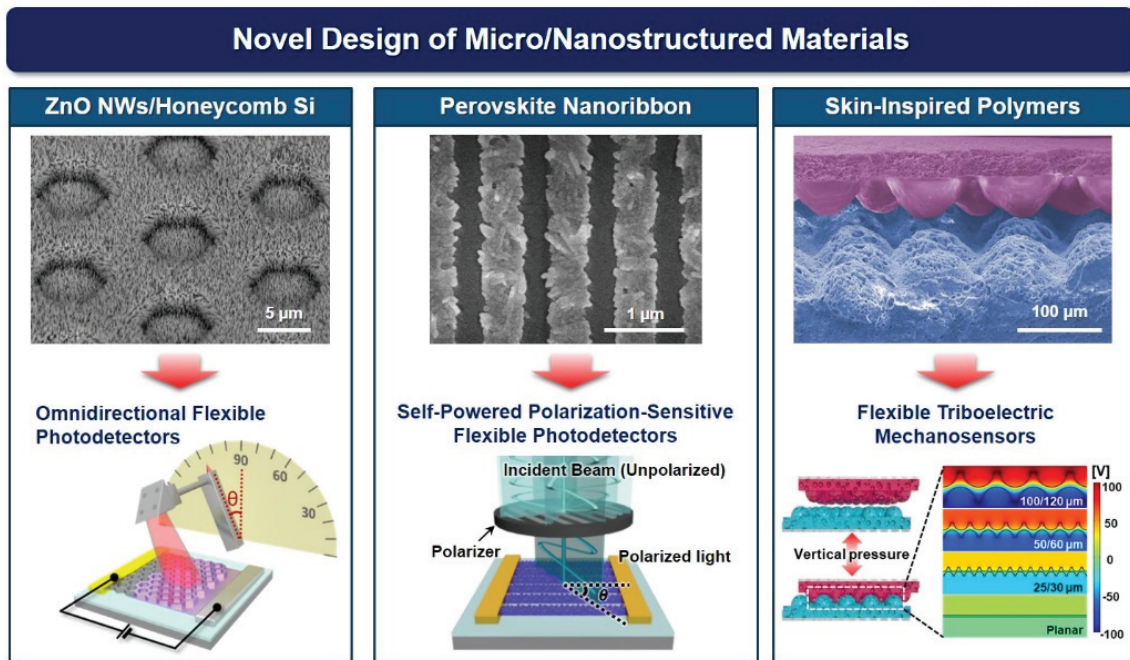 Novel Design of Micro/Nanostructured Materials
ZnO NWs/Honeycomb Si
5 μm
Omnidirectional Flexible
Photodetectors
90
60
30
θ
Perovskite Nanoribbon
1 μm
Self-Powered Polarization-Sensitive
Flexible Photodetectors
Incident Beam (Unpolarized)
Polarizer
Polarized light
θ
Skin-Inspired Polymers
100 μm
Flexible Triboelectric
Mechanosensors
Vertical pressure
[V]
100
50
0
-50
-100
100/120 μm
50/60 μm
25/30 μm
Planar